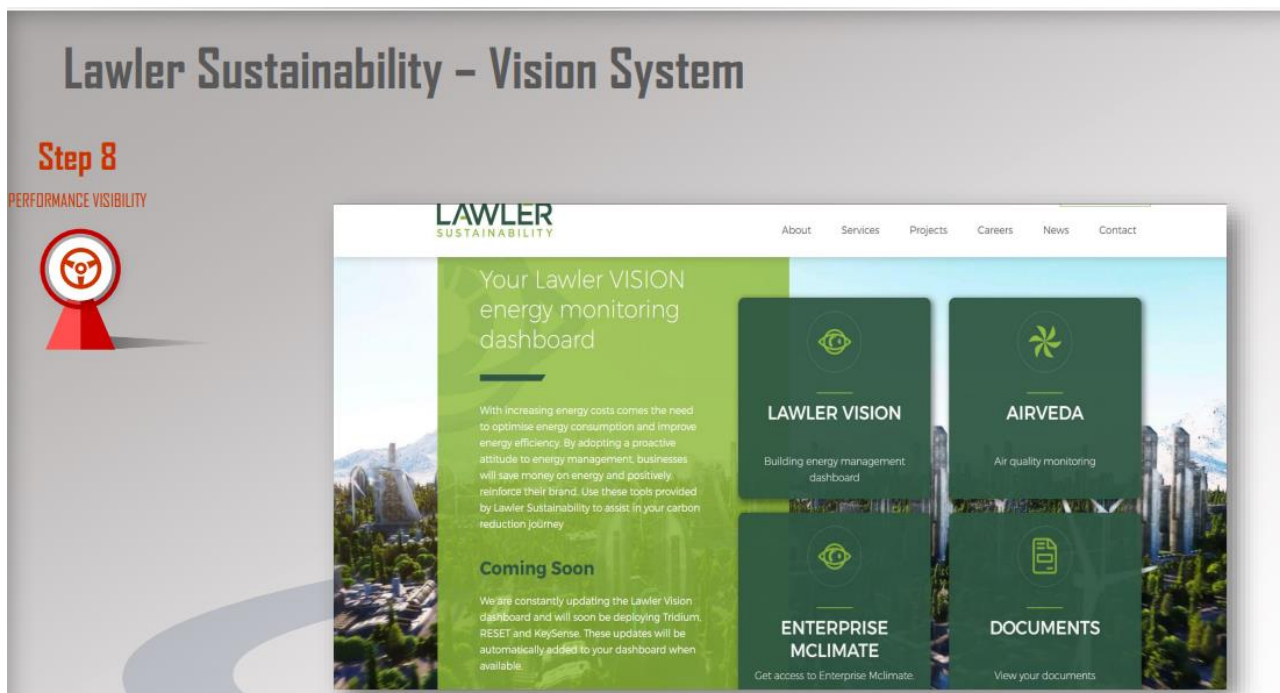 Lawler Sustainability – Vision System
Step 8
PERFORMANCE VISIBILITY
LAWLER
SUSTAINABILITY
About Services Projects Careers News Contact
Your Lawler VISION
energy monitoring
dashboard
With increasing energy costs comes the need
to optimise energy consumption and improve
energy efficiency. By adopting a proactive
attitude to energy management, businesses
will save money on energy and positively
reinforce their brand. Use these tools provided
by Lawler Sustainability to assist in your carbon
reduction journey
Coming Soon
We are constantly updating the Lawler Vision
dashboard and will soon be deploying Tridium,
RESET and KeySense. These updates will be
automatically added to your dashboard when
available.
LAWLER VISION
Building energy management
dashboard
AIRVEDA
Air quality monitoring
ENTERPRISE
MCLIMATE
Get access to Enterprise Mclimate.
DOCUMENTS
View your documents